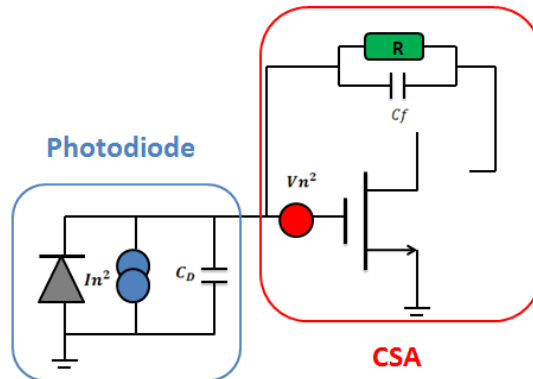 R
Cf
Photodiode
Vn²
In²
C_D
CSA